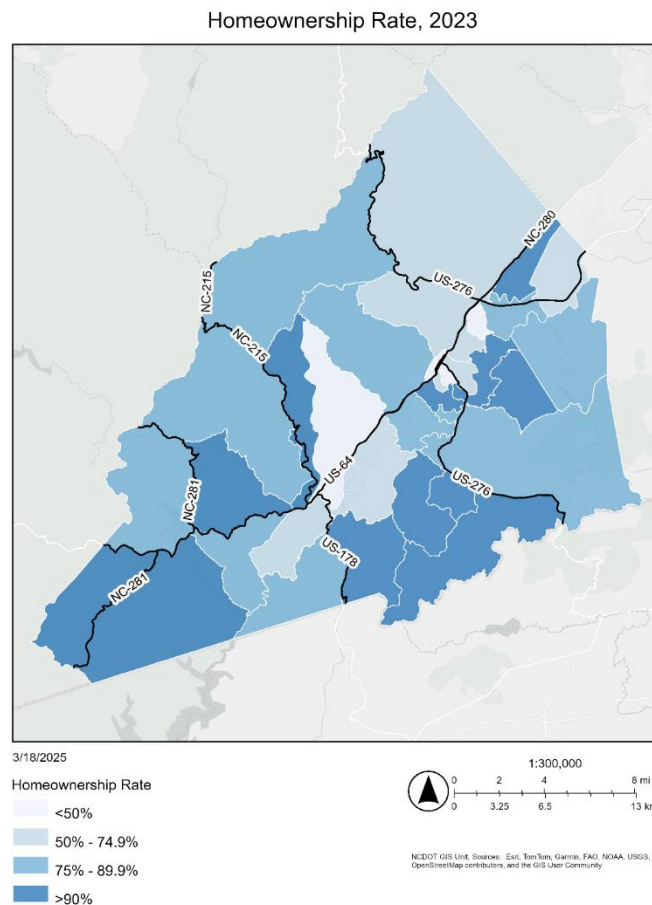 Homeownership Rate, 2023
NC-280
US-276
NC-215
NC-215
US-64
US-276
NC-281
US-178
NC-281
3/18/2025
Homeownership Rate
<50%
50% - 74.9%
75% - 89.9%
>90%
1:300,000
0 2 4 8 mi
0 3.25 6.5 13 km
NCDOT GIS Unit, Sources: Esri, TomTom, Garmin, FAO, NOAA, USGS,
OpenStreetMap contributors, and the GIS User Community